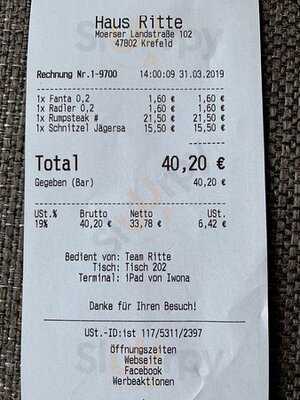 Haus Ritte
Moerser Landstraße 102
47802 Krefeld
Rechnung Nr.1-9700 14:00:09 31.03.2019
1x Fanta 0,2 1,60 € 1,60 €
1x Radler 0,2 1,60 € 1,60 €
1x Rumpsteak # 21,50 € 21,50 €
1x Schnitzel Jägersa 15,50 € 15,50 €
Total 40,20 €
Gegeben (Bar) 40,20 €
USt.% Brutto Netto USt.
19% 40,20 € 33,78 € 6,42 €
Bedient von: Team Ritte
Tisch: Tisch 202
Terminal: iPad von Iwona
Danke für Ihren Besuch!
USt.-ID:ist 117/5311/2397
Öffnungszeiten
Webseite
Facebook
Werbeaktionen